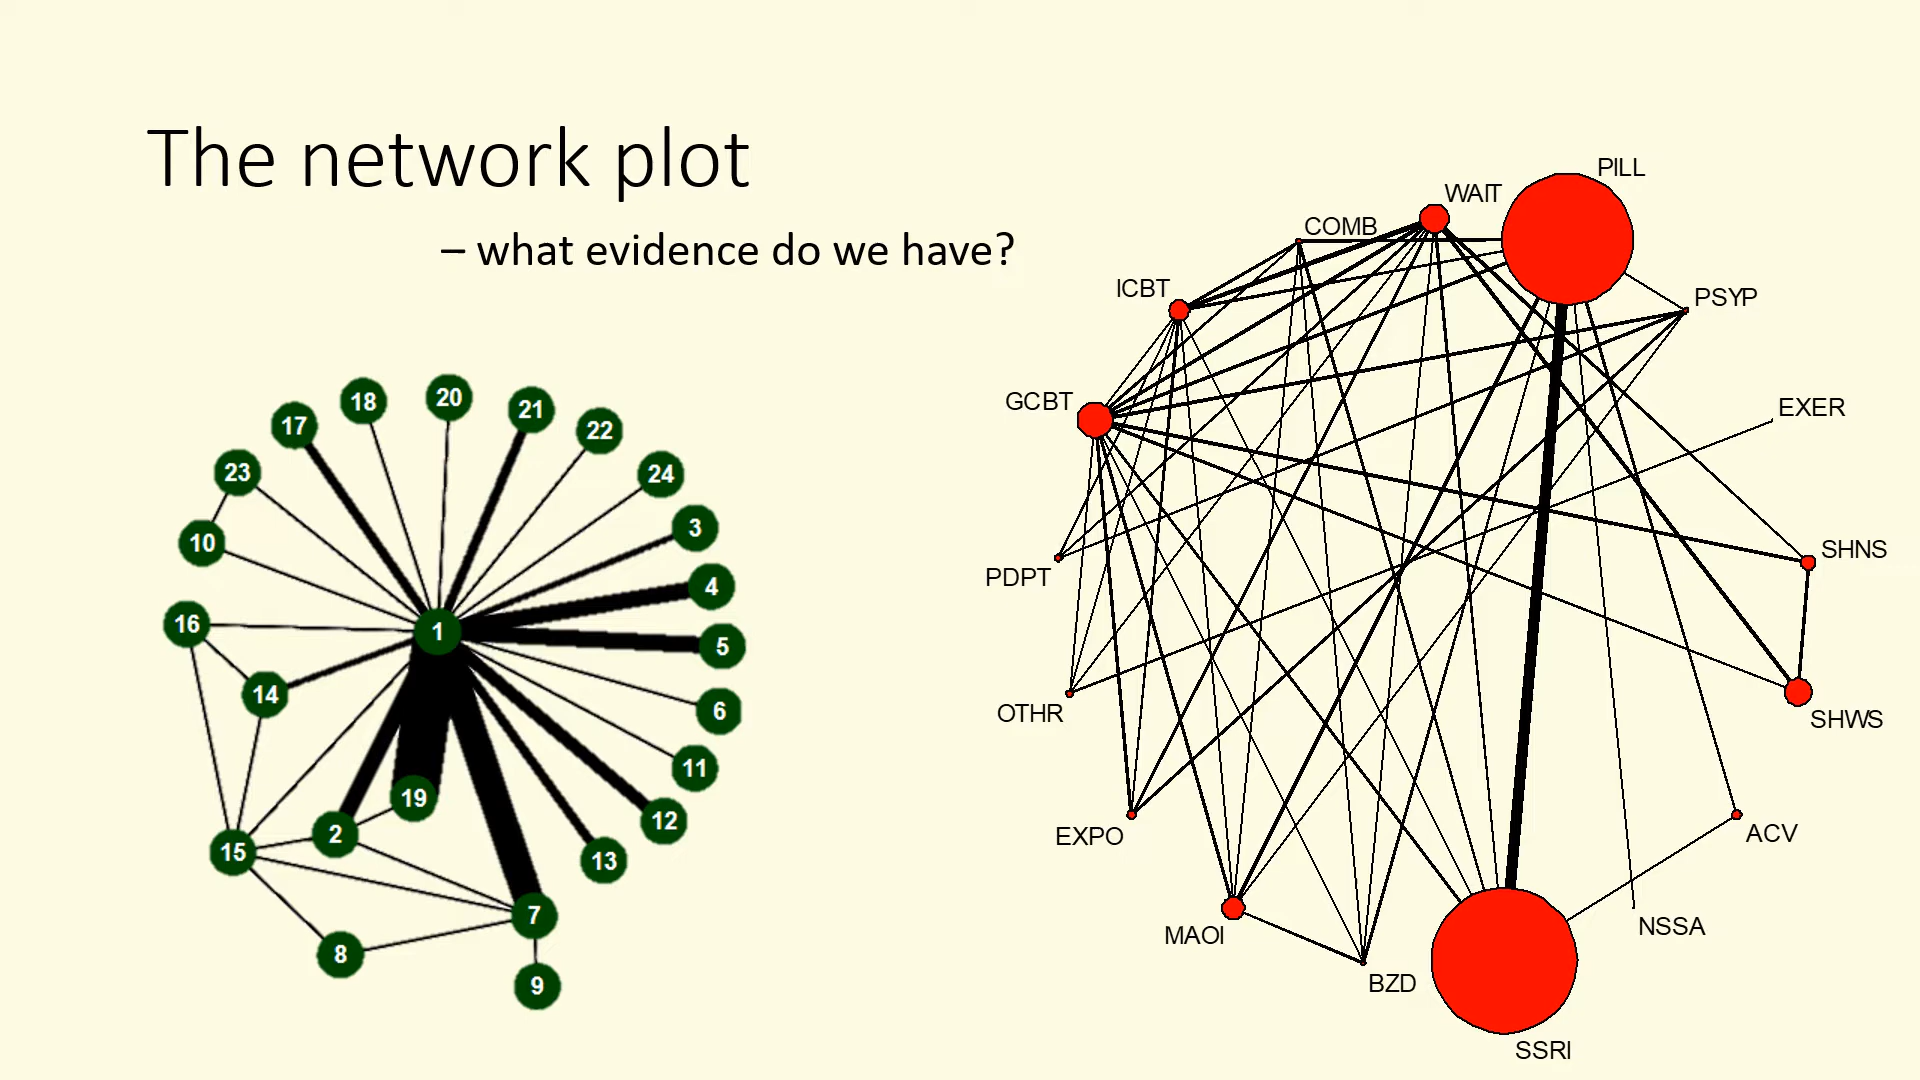 The network plot
– what evidence do we have?
18
20
21
17
22
23
24
3
10
4
16
1
5
14
6
11
19
12
2
15
13
7
8
9
PILL
WAIT
COMB
ICBT
PSYP
GCBT
EXER
SHNS
PDPT
OTHR
SHWS
EXPO
ACV
MAOI
NSSA
BZD
SSRI